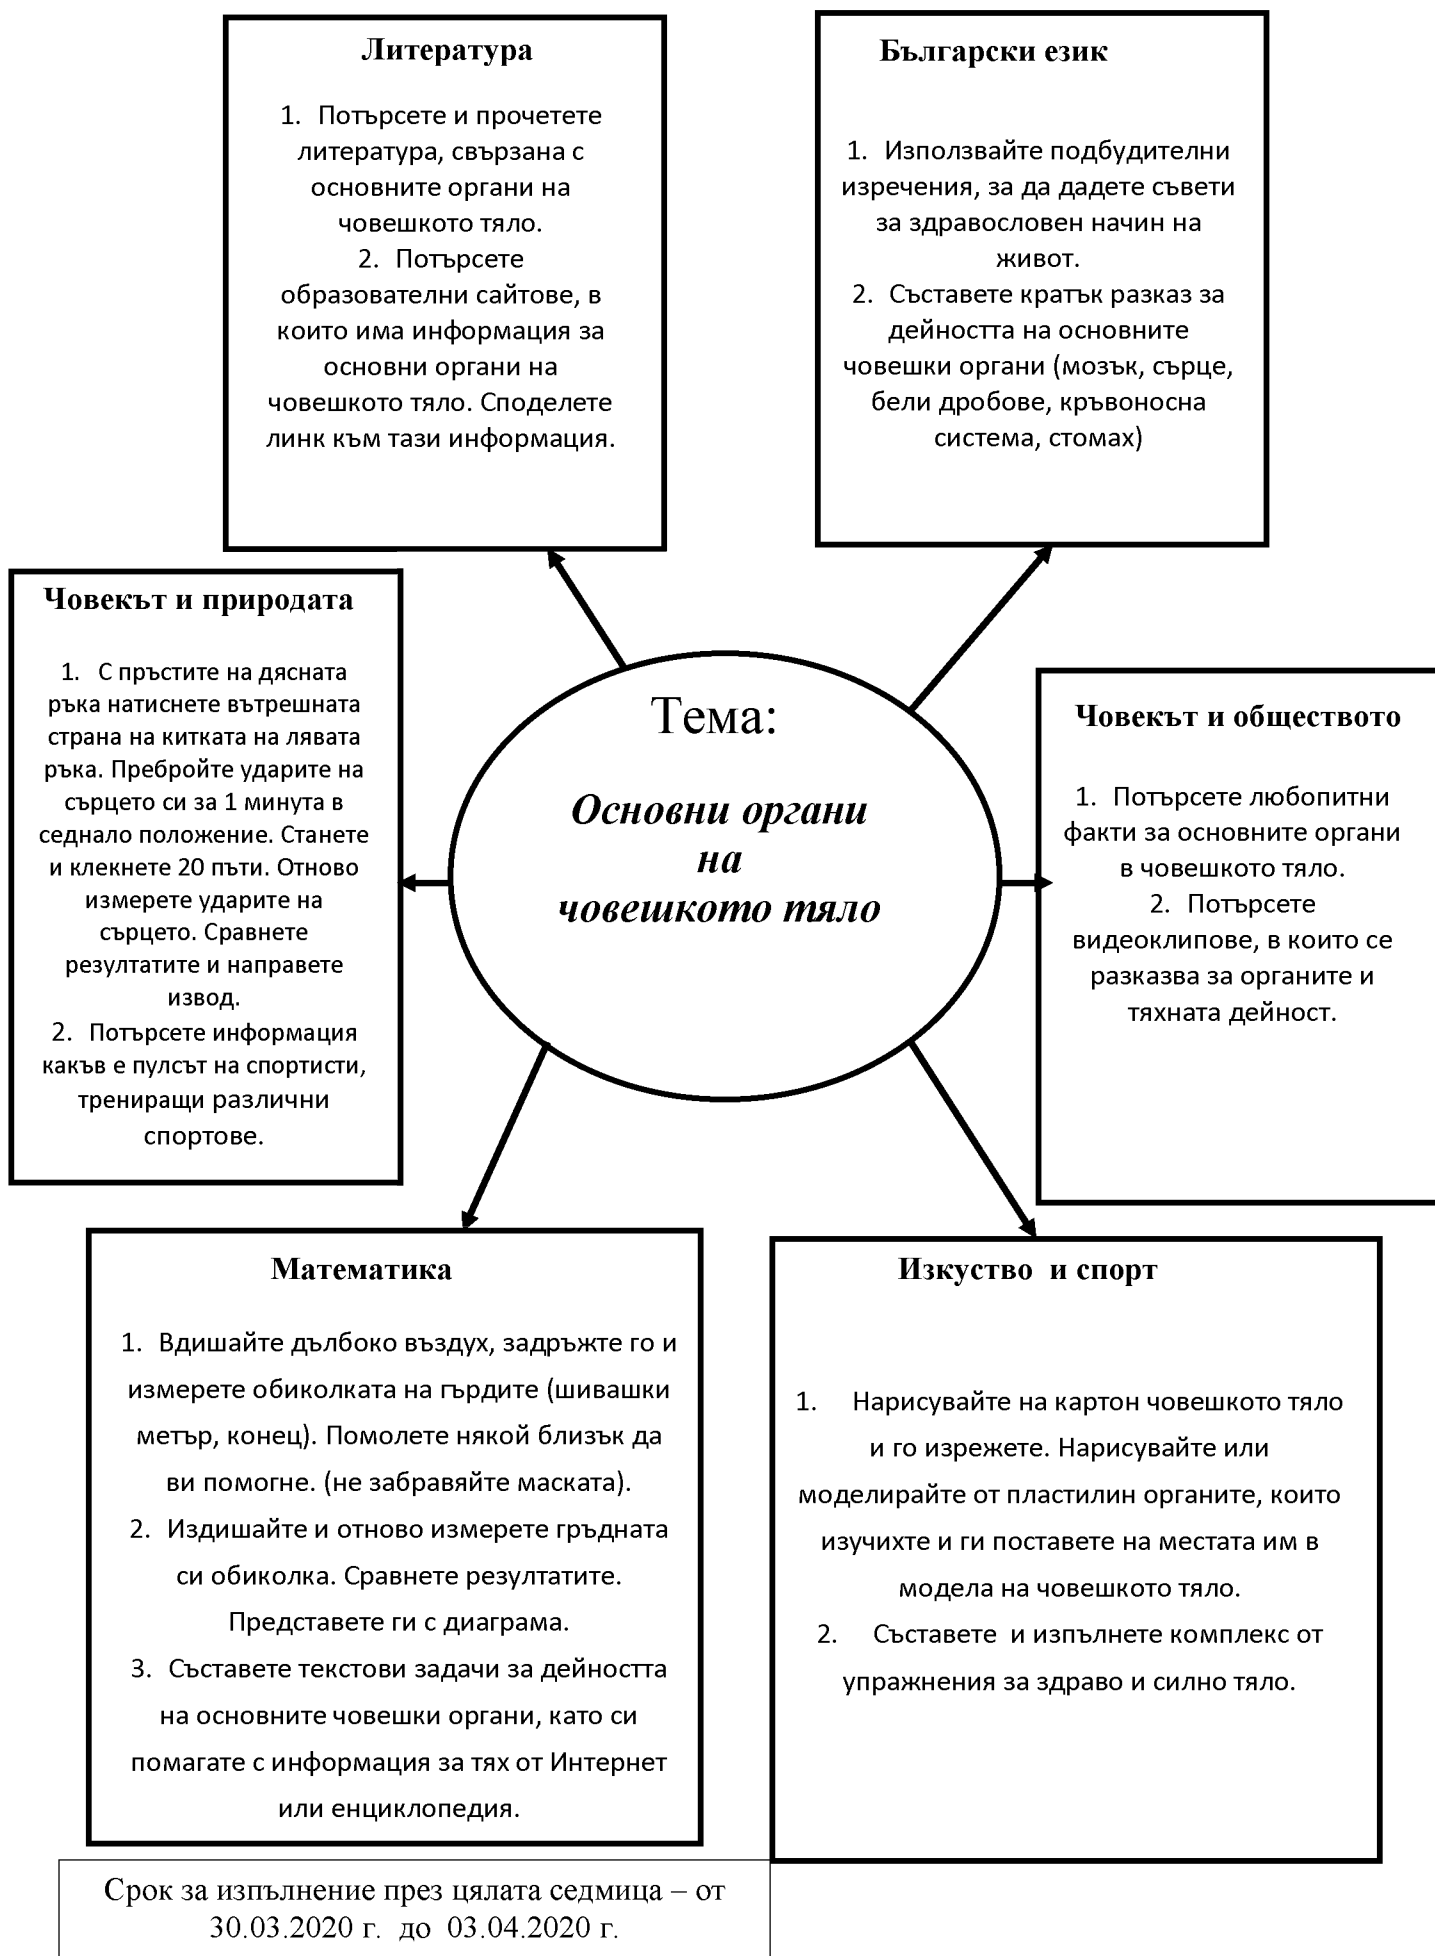 Литература
1. Потърсете и прочетете
литература, свързана с
основните органи на
човешкото тяло.
2. Потърсете
образователни сайтове, в
които има информация за
основни органи на
човешкото тяло. Споделете
линк към тази информация.
Български език
1. Използвайте подбудителни
изречения, за да дадете съвети
за здравословен начин на
живот.
2. Съставете кратък разказ за
дейността на основните
човешки органи (мозък, сърце,
бели дробове, кръвоносна
система, стомах)
Човекът и природата
1. С пръстите на дясната
ръка натиснете вътрешната
страна на китката на лявата
ръка. Пребройте ударите на
сърцето си за 1 минута в
седнало положение. Станете
и клекнете 20 пъти. Отново
измерете ударите на
сърцето. Сравнете
резултатите и направете
извод.
2. Потърсете информация
какъв е пулсът на спортисти,
трениращи различни
спортове.
Тема:
Основни органи
на
човешкото тяло
Човекът и обществото
1. Потърсете любопитни
факти за основните органи
в човешкото тяло.
2. Потърсете
видеоклипове, в които се
разказва за органите и
тяхната дейност.
Математика
1. Вдишайте дълбоко въздух, задръжте го и
измерете обиколката на гърдите (шивашки
метър, конец). Помолете някой близък да
ви помогне. (не забравяйте маската).
2. Издишайте и отново измерете гръдната
си обиколка. Сравнете резултатите.
Представете ги с диаграма.
3. Съставете текстови задачи за дейността
на основните човешки органи, като си
помагате с информация за тях от Интернет
или енциклопедия.
Изкуство и спорт
1. Нарисувайте на картон човешкото тяло
и го изрежете. Нарисувайте или
моделирайте от пластилин органите, които
изучихте и ги поставете на местата им в
модела на човешкото тяло.
2. Съставете и изпълнете комплекс от
упражнения за здраво и силно тяло.
Срок за изпълнение през цялата седмица – от
30.03.2020 г. до 03.04.2020 г.